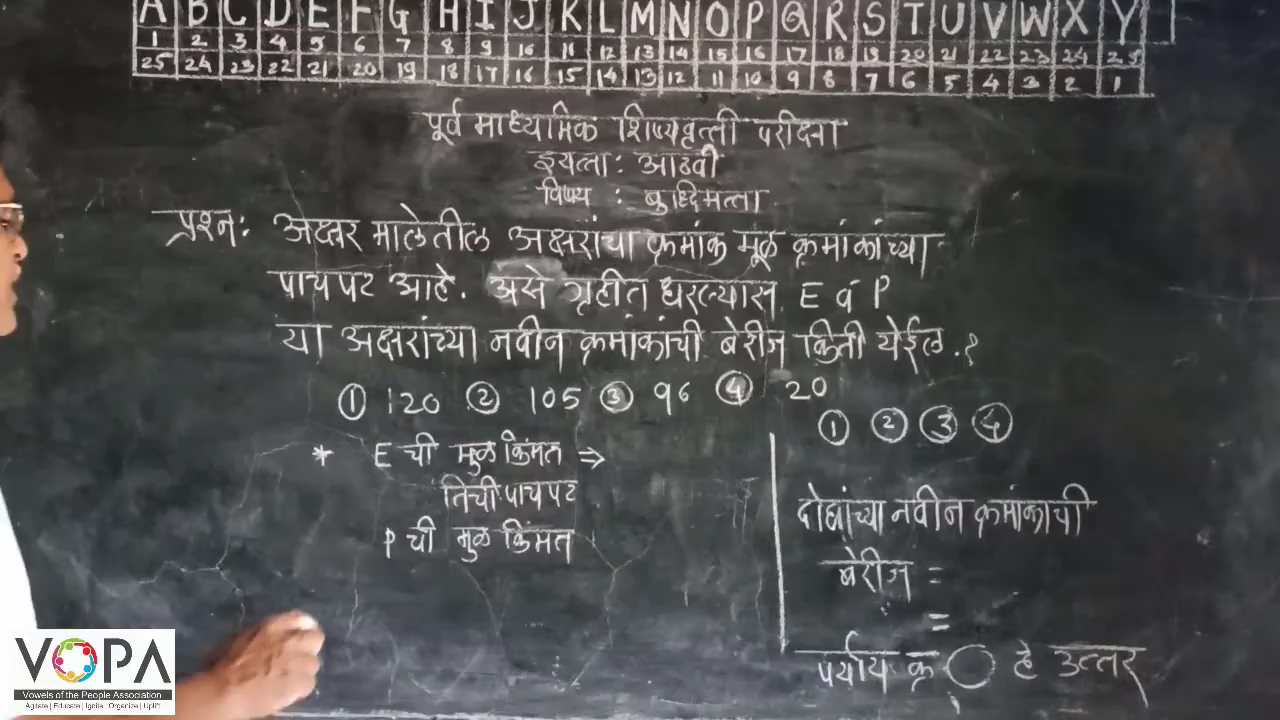 A B C D E F G H I J K L M N O P Q R S T U V W X Y
1 2 3 4 5 6 7 8 9 10 11 12 13 14 15 16 17 18 19 20 21 22 23 24 25
25 24 23 22 21 20 19 18 17 16 15 14 13 12 11 10 9 8 7 6 5 4 3 2 1
पूर्व माध्यमिक शिष्यवृत्ती परीक्षा
इयत्ता : आठवी
विषय : बुद्धिमत्ता
प्रश्न: अक्षर मालेतील अक्षरांचा क्रमांक मूळ क्रमांकांच्या
पाचपट आहे. असे गृहीत धरल्यास E व P
या अक्षरांच्या नवीन क्रमांकांची बेरीज किती येईल.?
① 120 ② 105 ③ 96 ④ 20
① ② ③ ④
* E ची मुळ किंमत ⇒
तिची पाचपट
P ची मुळ किंमत
दोघांच्या नवीन क्रमांकाची
बेरीज =
=
पर्याय क्र ◯ हे उत्तर
VOPA
Vowels of the People Association
Agitate | Educate | Ignite | Organize | Uplift